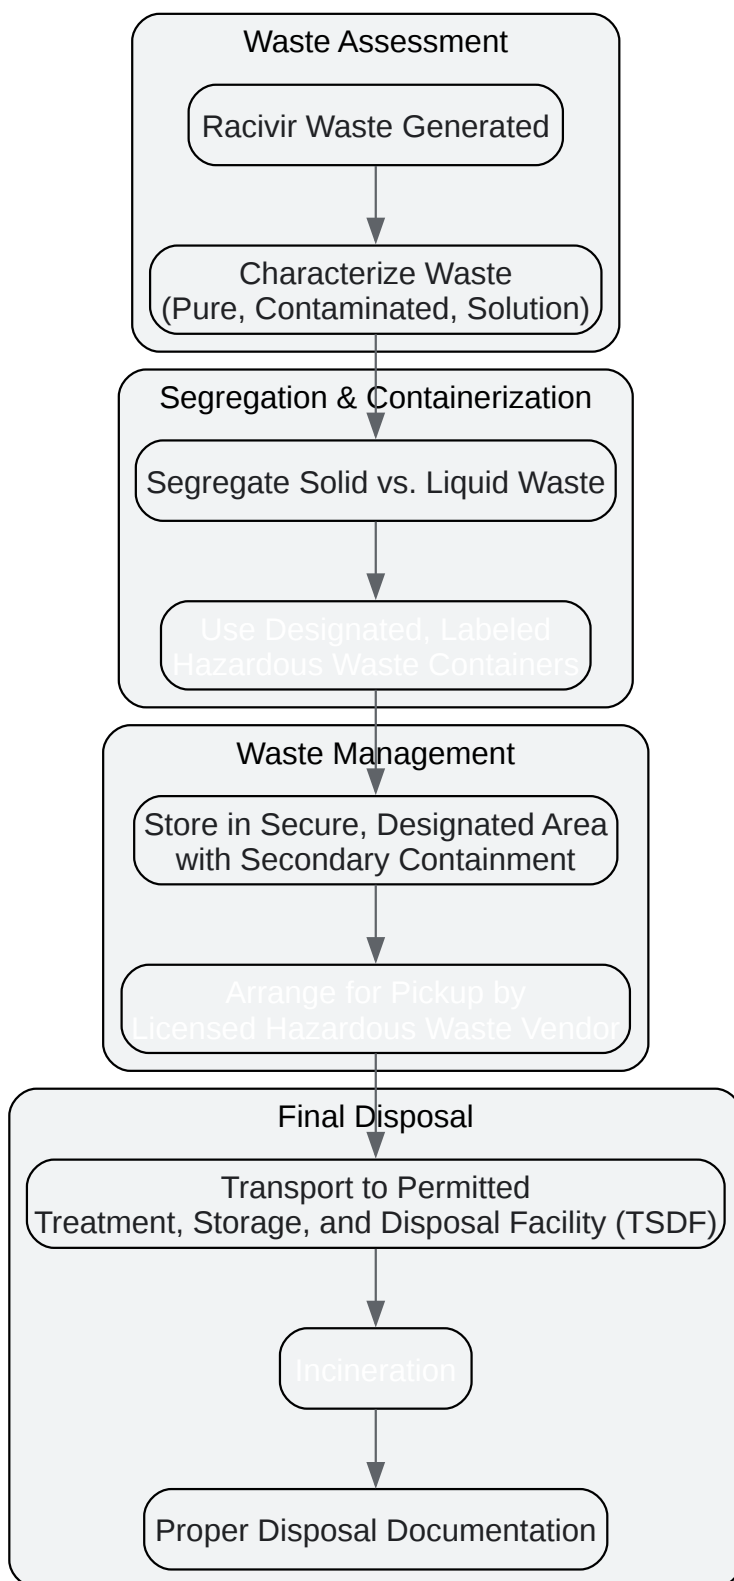 Waste Assessment
Racivir Waste Generated
Characterize Waste
(Pure, Contaminated, Solution)
Segregation & Containerization
Segregate Solid vs. Liquid Waste
Use Designated, Labeled
Hazardous Waste Containers
Waste Management
Store in Secure, Designated Area
with Secondary Containment
Arrange for Pickup by
Licensed Hazardous Waste Vendor
Final Disposal
Transport to Permitted
Treatment, Storage, and Disposal Facility (TSDF)
Incineration
Proper Disposal Documentation